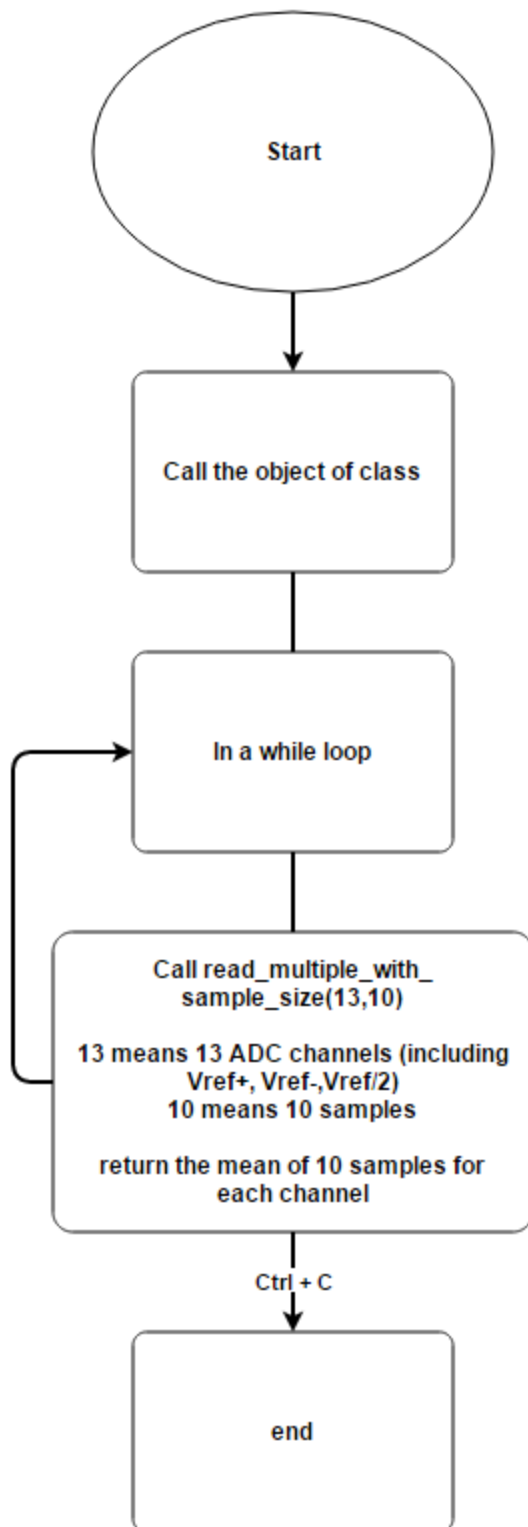 Start
Call the object of class
In a while loop
Call read_multiple_with_
sample_size(13,10)
13 means 13 ADC channels (including
Vref+, Vref-,Vref/2)
10 means 10 samples
return the mean of 10 samples for
each channel
Ctrl + C
end